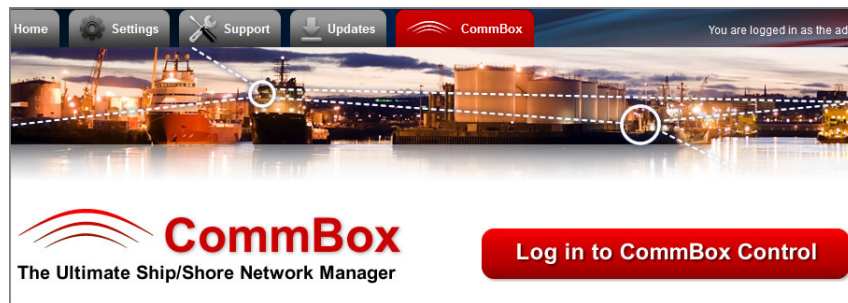 Home
Settings
Support
Updates
CommBox
You are logged in as the ad
CommBox
The Ultimate Ship/Shore Network Manager
Log in to CommBox Control